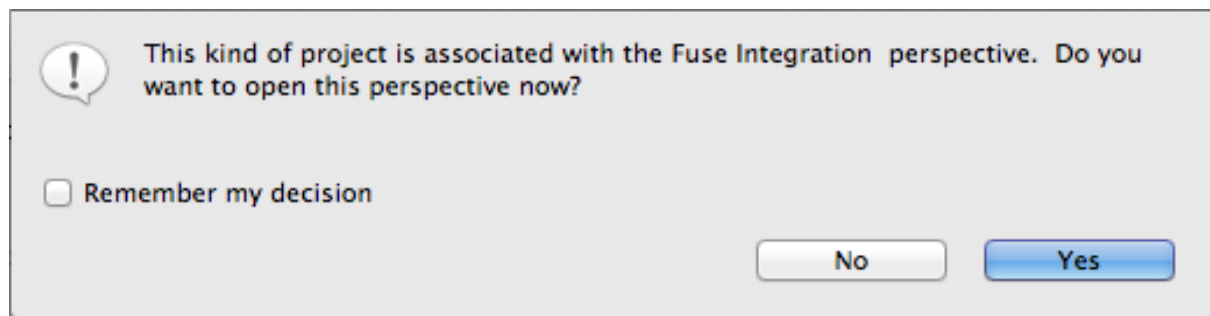 This kind of project is associated with the Fuse Integration  perspective.  Do you
want to open this perspective now?
Remember my decision
No
Yes